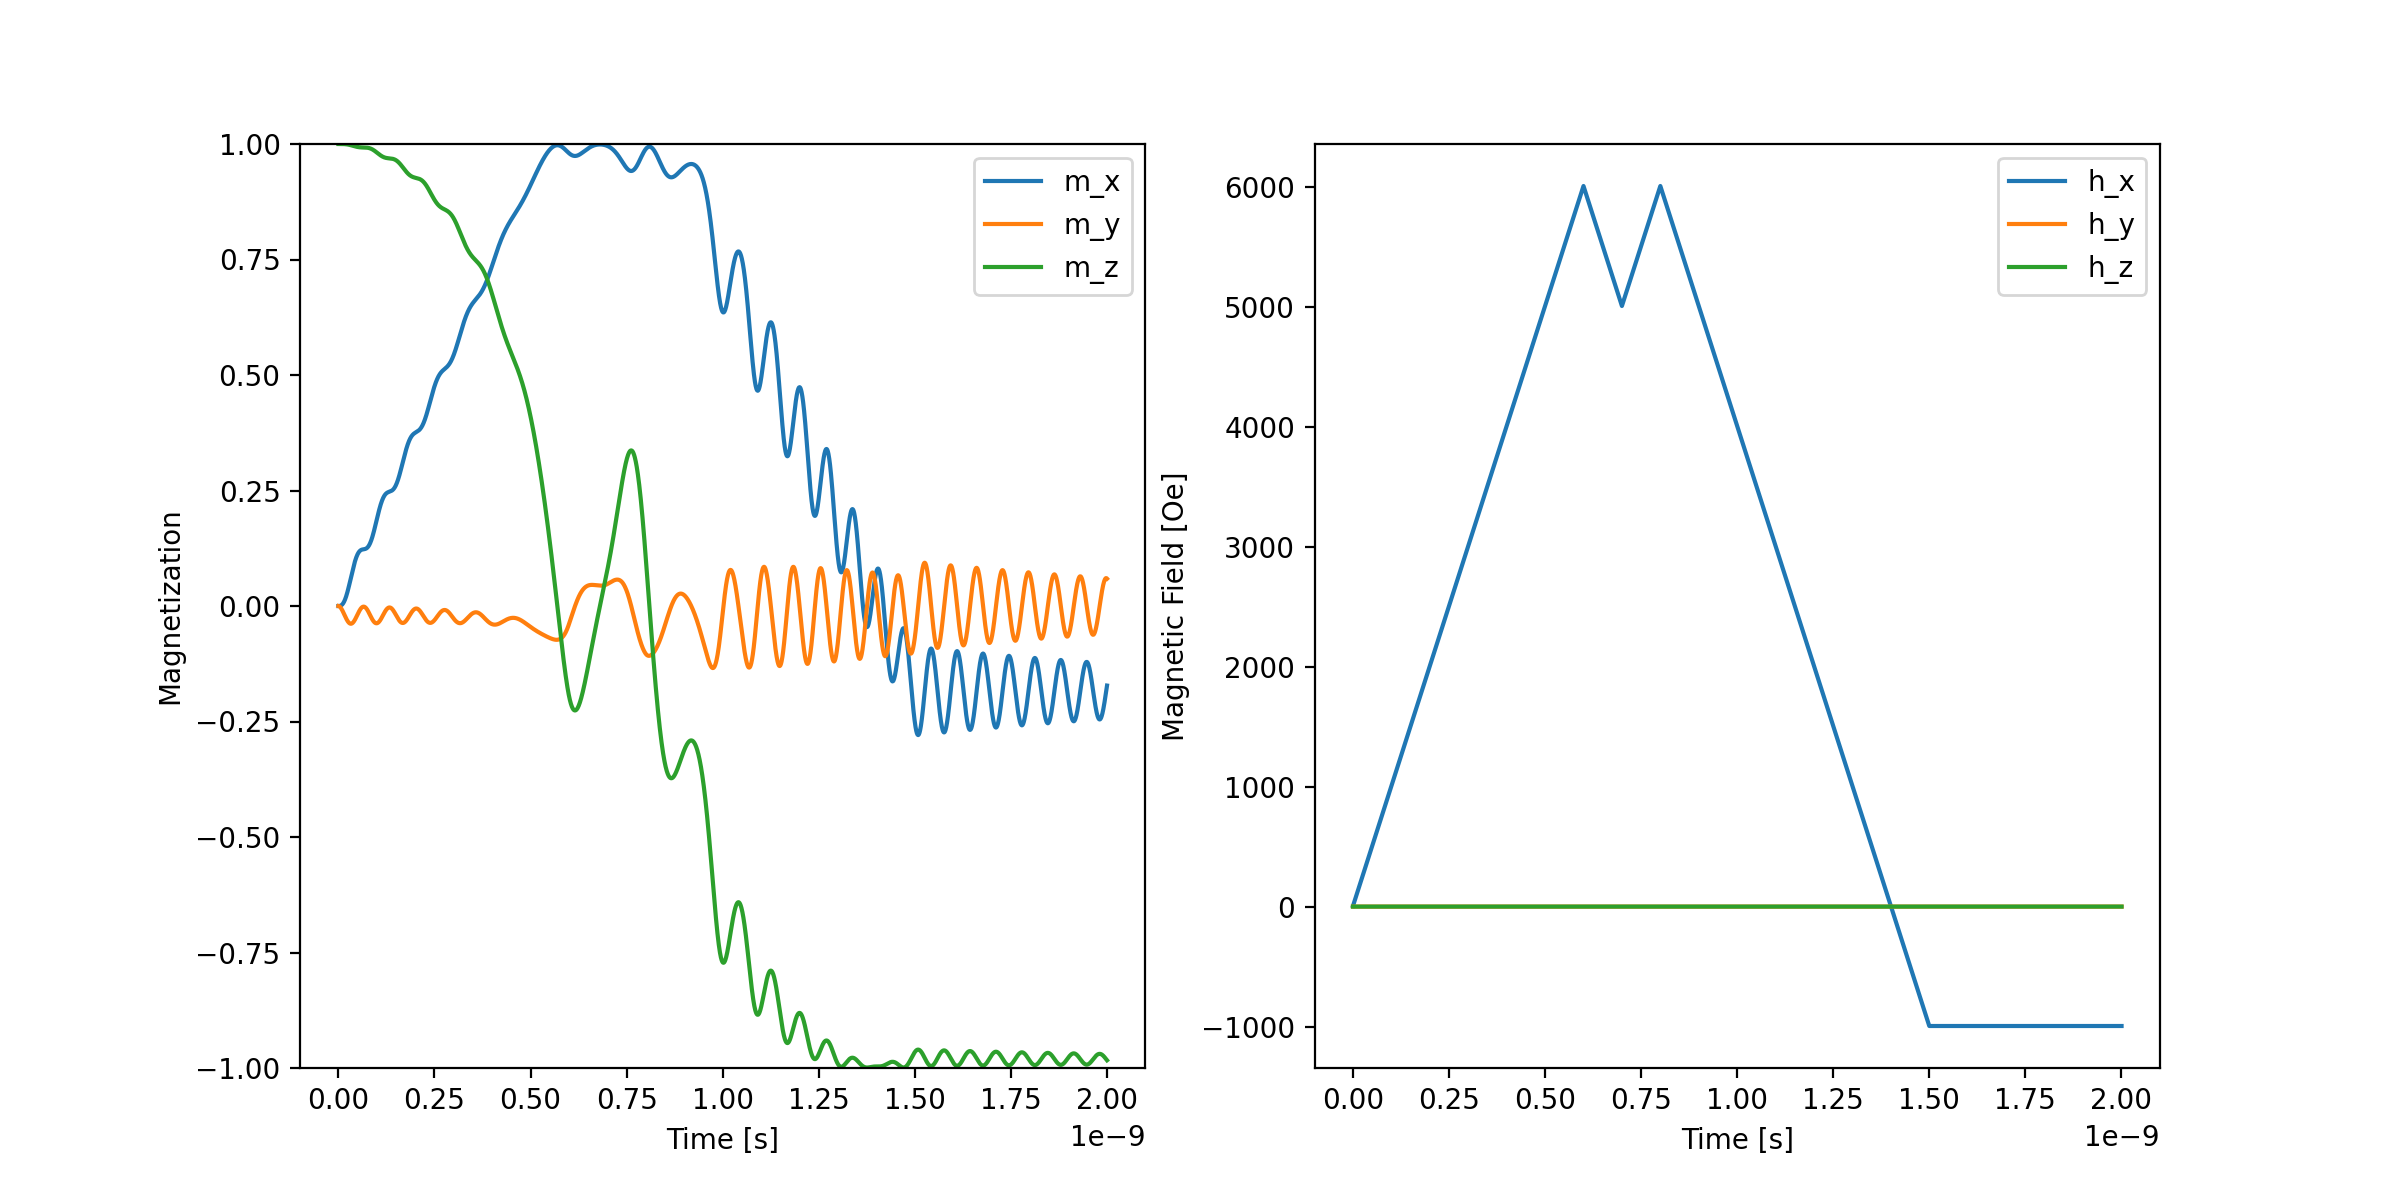 1.00
0.75
0.50
0.25
0.00
−0.25
−0.50
−0.75
−1.00
Magnetization
m_x
m_y
m_z
0.00 0.25 0.50 0.75 1.00 1.25 1.50 1.75 2.00
Time [s]
1e−9
6000
5000
4000
3000
2000
1000
0
−1000
Magnetic Field [Oe]
h_x
h_y
h_z
0.00 0.25 0.50 0.75 1.00 1.25 1.50 1.75 2.00
Time [s]
1e−9